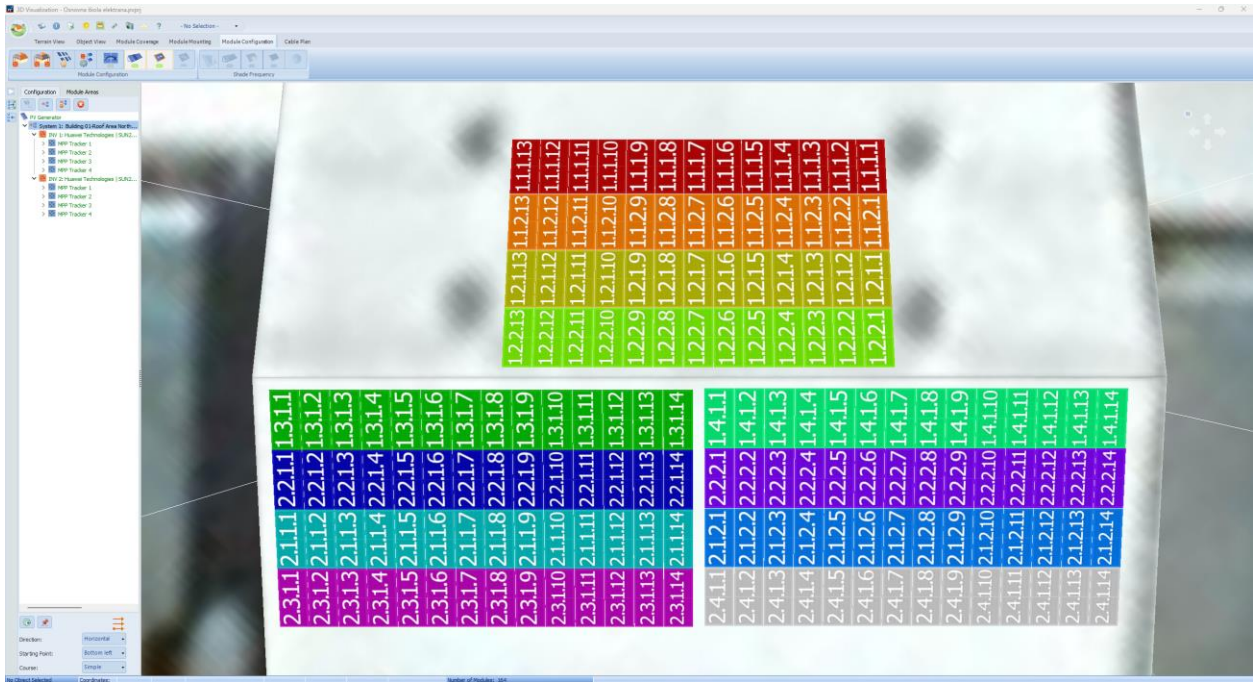 3D Visualization - Osnovna škola elektrana.pvprj
- No Selection -
Terrain View Object View Module Coverage Module Mounting Module Configuration Cable Plan
Module Configuration Shade Frequency
Configuration Module Areas
PV Generator
System 1: Building 01-Roof Area North...
INV 1: Huawei Technologies | SUN2...
MPP Tracker 1
MPP Tracker 2
MPP Tracker 3
MPP Tracker 4
INV 2: Huawei Technologies | SUN2...
MPP Tracker 1
MPP Tracker 2
MPP Tracker 3
MPP Tracker 4
1.1.1.13 1.1.1.12 1.1.1.11 1.1.1.10 1.1.1.9 1.1.1.8 1.1.1.7 1.1.1.6 1.1.1.5 1.1.1.4 1.1.1.3 1.1.1.2 1.1.1.1
1.1.2.13 1.1.2.12 1.1.2.11 1.1.2.10 1.1.2.9 1.1.2.8 1.1.2.7 1.1.2.6 1.1.2.5 1.1.2.4 1.1.2.3 1.1.2.2 1.1.2.1
1.2.1.13 1.2.1.12 1.2.1.11 1.2.1.10 1.2.1.9 1.2.1.8 1.2.1.7 1.2.1.6 1.2.1.5 1.2.1.4 1.2.1.3 1.2.1.2 1.2.1.1
1.2.2.13 1.2.2.12 1.2.2.11 1.2.2.10 1.2.2.9 1.2.2.8 1.2.2.7 1.2.2.6 1.2.2.5 1.2.2.4 1.2.2.3 1.2.2.2 1.2.2.1
1.3.1.1 1.3.1.2 1.3.1.3 1.3.1.4 1.3.1.5 1.3.1.6 1.3.1.7 1.3.1.8 1.3.1.9 1.3.1.10 1.3.1.11 1.3.1.12 1.3.1.13 1.3.1.14 1.4.1.1 1.4.1.2 1.4.1.3 1.4.1.4 1.4.1.5 1.4.1.6 1.4.1.7 1.4.1.8 1.4.1.9 1.4.1.10 1.4.1.11 1.4.1.12 1.4.1.13 1.4.1.14
2.2.1.1 2.2.1.2 2.2.1.3 2.2.1.4 2.2.1.5 2.2.1.6 2.2.1.7 2.2.1.8 2.2.1.9 2.2.1.10 2.2.1.11 2.2.1.12 2.2.1.13 2.2.1.14 2.2.2.1 2.2.2.2 2.2.2.3 2.2.2.4 2.2.2.5 2.2.2.6 2.2.2.7 2.2.2.8 2.2.2.9 2.2.2.10 2.2.2.11 2.2.2.12 2.2.2.13 2.2.2.14
2.1.1.1 2.1.1.2 2.1.1.3 2.1.1.4 2.1.1.5 2.1.1.6 2.1.1.7 2.1.1.8 2.1.1.9 2.1.1.10 2.1.1.11 2.1.1.12 2.1.1.13 2.1.1.14 2.1.2.1 2.1.2.2 2.1.2.3 2.1.2.4 2.1.2.5 2.1.2.6 2.1.2.7 2.1.2.8 2.1.2.9 2.1.2.10 2.1.2.11 2.1.2.12 2.1.2.13 2.1.2.14
2.3.1.1 2.3.1.2 2.3.1.3 2.3.1.4 2.3.1.5 2.3.1.6 2.3.1.7 2.3.1.8 2.3.1.9 2.3.1.10 2.3.1.11 2.3.1.12 2.3.1.13 2.3.1.14 2.4.1.1 2.4.1.2 2.4.1.3 2.4.1.4 2.4.1.5 2.4.1.6 2.4.1.7 2.4.1.8 2.4.1.9 2.4.1.10 2.4.1.11 2.4.1.12 2.4.1.13 2.4.1.14
Direction: Horizontal
Starting Point: Bottom left
Course: Simple
No Object Selected Coordinates: Number of Modules: 164